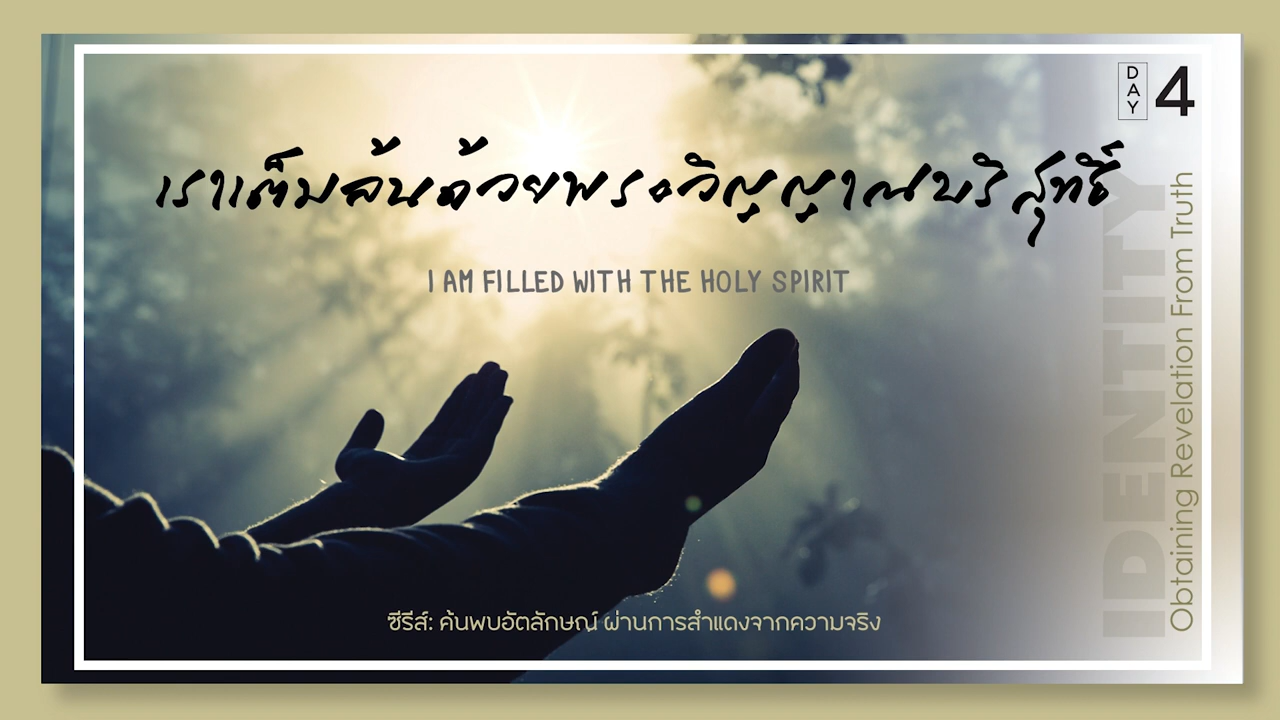 DAY 4
เราเต็มล้นด้วยพระวิญญาณบริสุทธิ์
I AM FILLED WITH THE HOLY SPIRIT
IDENTITY
Obtaining Revelation From Truth
ซีรีส์: ค้นพบอัตลักษณ์ ผ่านการสำแดงจากความจริง